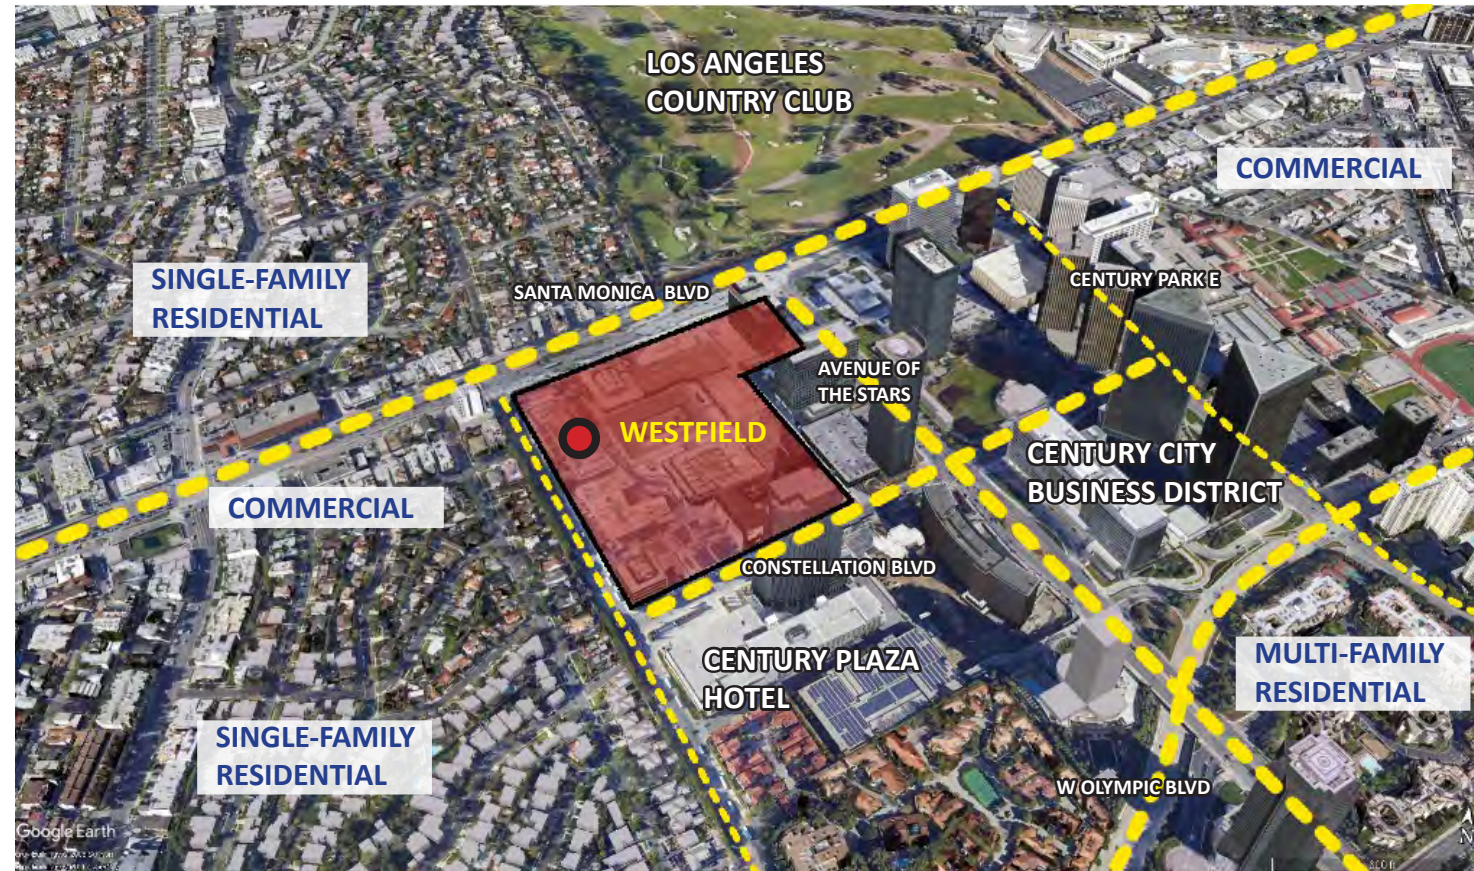 LOS ANGELES
COUNTRY CLUB
COMMERCIAL
SINGLE-FAMILY
RESIDENTIAL
SANTA MONICA BLVD
CENTURY PARK E
AVENUE OF
THE STARS
WESTFIELD
CENTURY CITY
BUSINESS DISTRICT
COMMERCIAL
CONSTELLATION BLVD
CENTURY PLAZA
HOTEL
MULTI-FAMILY
RESIDENTIAL
SINGLE-FAMILY
RESIDENTIAL
W OLYMPIC BLVD
Google Earth
N